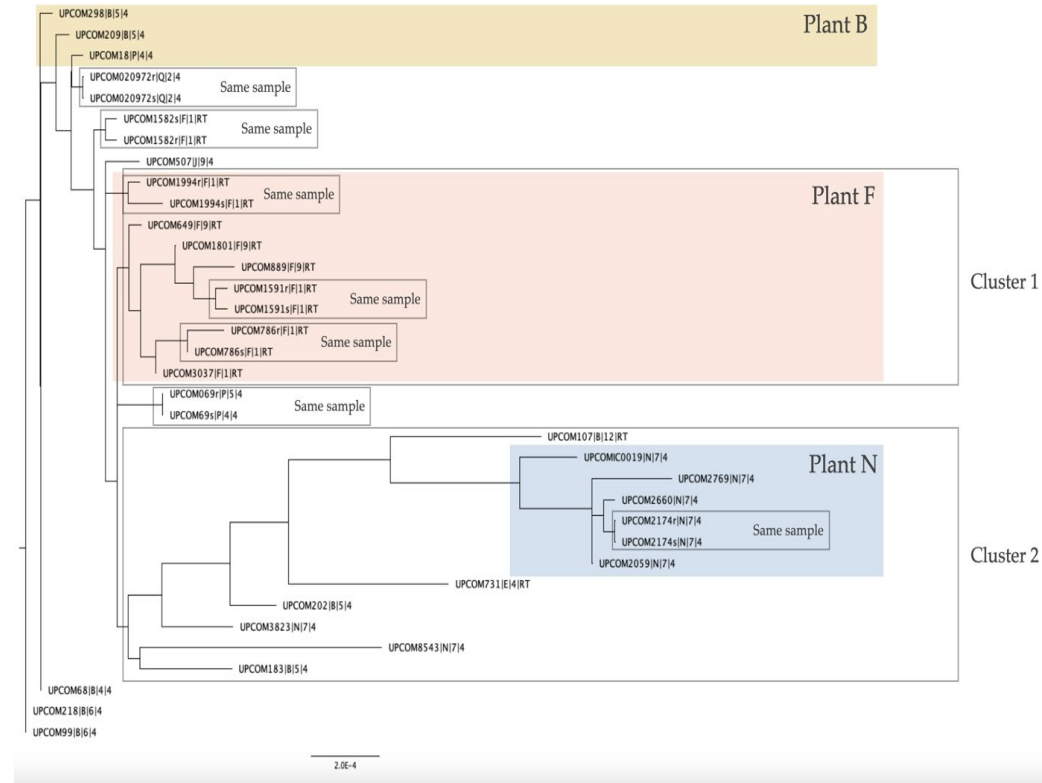 UPCOM298|B|5|4
Plant B
UPCOM209|B|5|4
UPCOM18|P|4|4
UPCOM020972r|Q|2|4
Same sample
UPCOM020972s|Q|2|4
UPCOM1582s|F|1|RT
Same sample
UPCOM1582r|F|1|RT
UPCOM507|J|9|4
UPCOM1994r|F|1|RT
Same sample
Plant F
UPCOM1994s|F|1|RT
UPCOM649|F|9|RT
UPCOM1801|F|9|RT
UPCOM889|F|9|RT
Cluster 1
UPCOM1591r|F|1|RT
Same sample
UPCOM1591s|F|1|RT
UPCOM786r|F|1|RT
Same sample
UPCOM786s|F|1|RT
UPCOM3037|F|1|RT
UPCOM069r|P|5|4
Same sample
UPCOM69s|P|4|4
UPCOM107|B|12|RT
UPCOMIC0019|N|7|4
Plant N
UPCOM2769|N|7|4
UPCOM2660|N|7|4
UPCOM2174r|N|7|4
Same sample
UPCOM2174s|N|7|4
Cluster 2
UPCOM2059|N|7|4
UPCOM731|E|4|RT
UPCOM202|B|5|4
UPCOM3823|N|7|4
UPCOM8543|N|7|4
UPCOM183|B|5|4
UPCOM68|B|4|4
UPCOM218|B|6|4
UPCOM99|B|6|4
2.0E-4